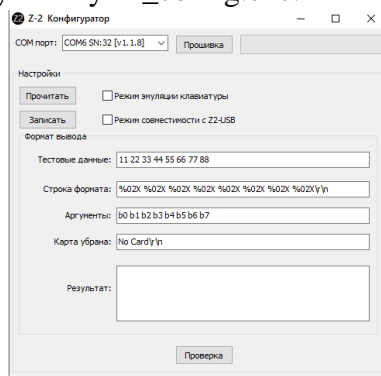 Z2 Z-2 Конфигуратор
COM порт: COM6 SN:32 [v1.1.8] Прошивка
Настройки
Прочитать Режим эмуляции клавиатуры
Записать Режим совместимости с Z2-USB
Формат вывода
Тестовые данные: 11 22 33 44 55 66 77 88
Строка формата: %02X %02X %02X %02X %02X %02X %02X %02X\r\n
Аргументы: b0 b1 b2 b3 b4 b5 b6 b7
Карта убрана: No Card\r\n
Результат:
Проверка